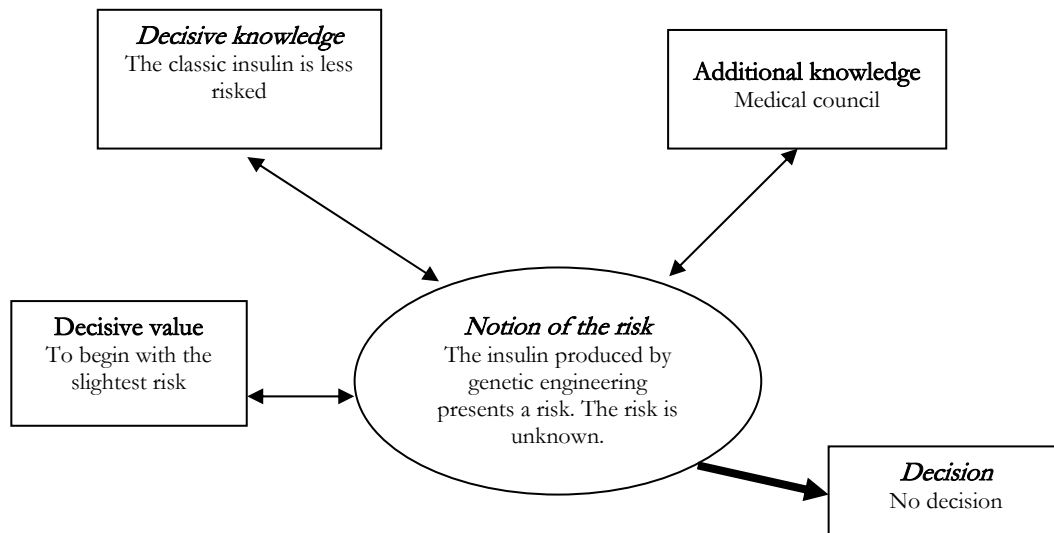 Decisive knowledge
The classic insulin is less
risked
Additional knowledge
Medical council
Decisive value
To begin with the
slightest risk
Notion of the risk
The insulin produced by
genetic engineering
presents a risk. The risk is
unknown.
Decision
No decision